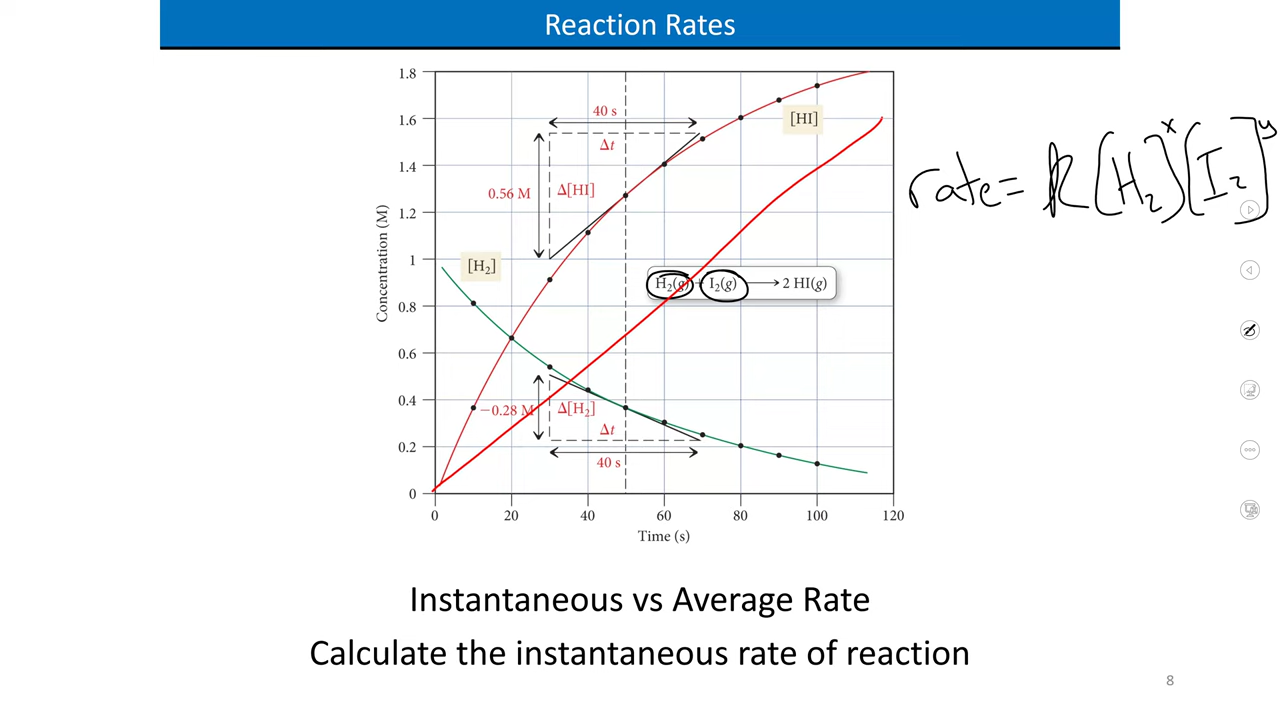 Reaction Rates
1.8
1.6
1.4
1.2
1
0.8
0.6
0.4
0.2
0
Concentration (M)
0
20
40
60
80
100
120
Time (s)
40 s
Δt
0.56 M
Δ[HI]
[HI]
[H₂]
H₂(g) + I₂(g) ⟶ 2 HI(g)
−0.28 M
Δ[H₂]
Δt
40 s
rate = k[H₂]ˣ[I₂]ʸ
Instantaneous vs Average Rate
Calculate the instantaneous rate of reaction
8